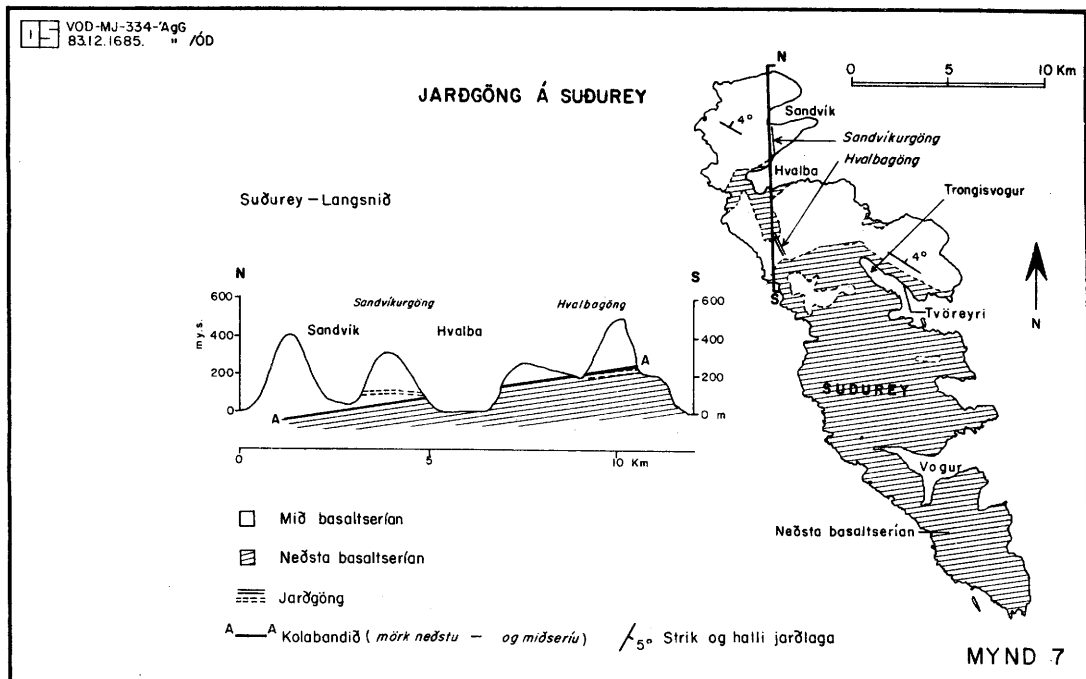 VOD-MJ-334-'AgG
83.12.1685. " /ÓD
JARÐGÖNG Á SUÐUREY
Suðurey – Langsnið
N
S
600
400
200
0
m y.s.
Sandvík
Sandvíkurgöng
Hvalba
Hvalbagöng
A
A
600
400
200
0 m
0
5
10 Km
Mið basaltserían
Neðsta basaltserían
Jarðgöng
A A Kolabandið ( mörk neðstu – og miðseríu )
5° Strik og halli jarðlaga
N
0
5
10 Km
Sandvík
4°
Sandvíkurgöng
Hvalbagöng
Hvalba
Trongisvogur
4°
S
Tvöreyri
N
SUÐUREY
Vogur
Neðsta basaltserían
MYND 7